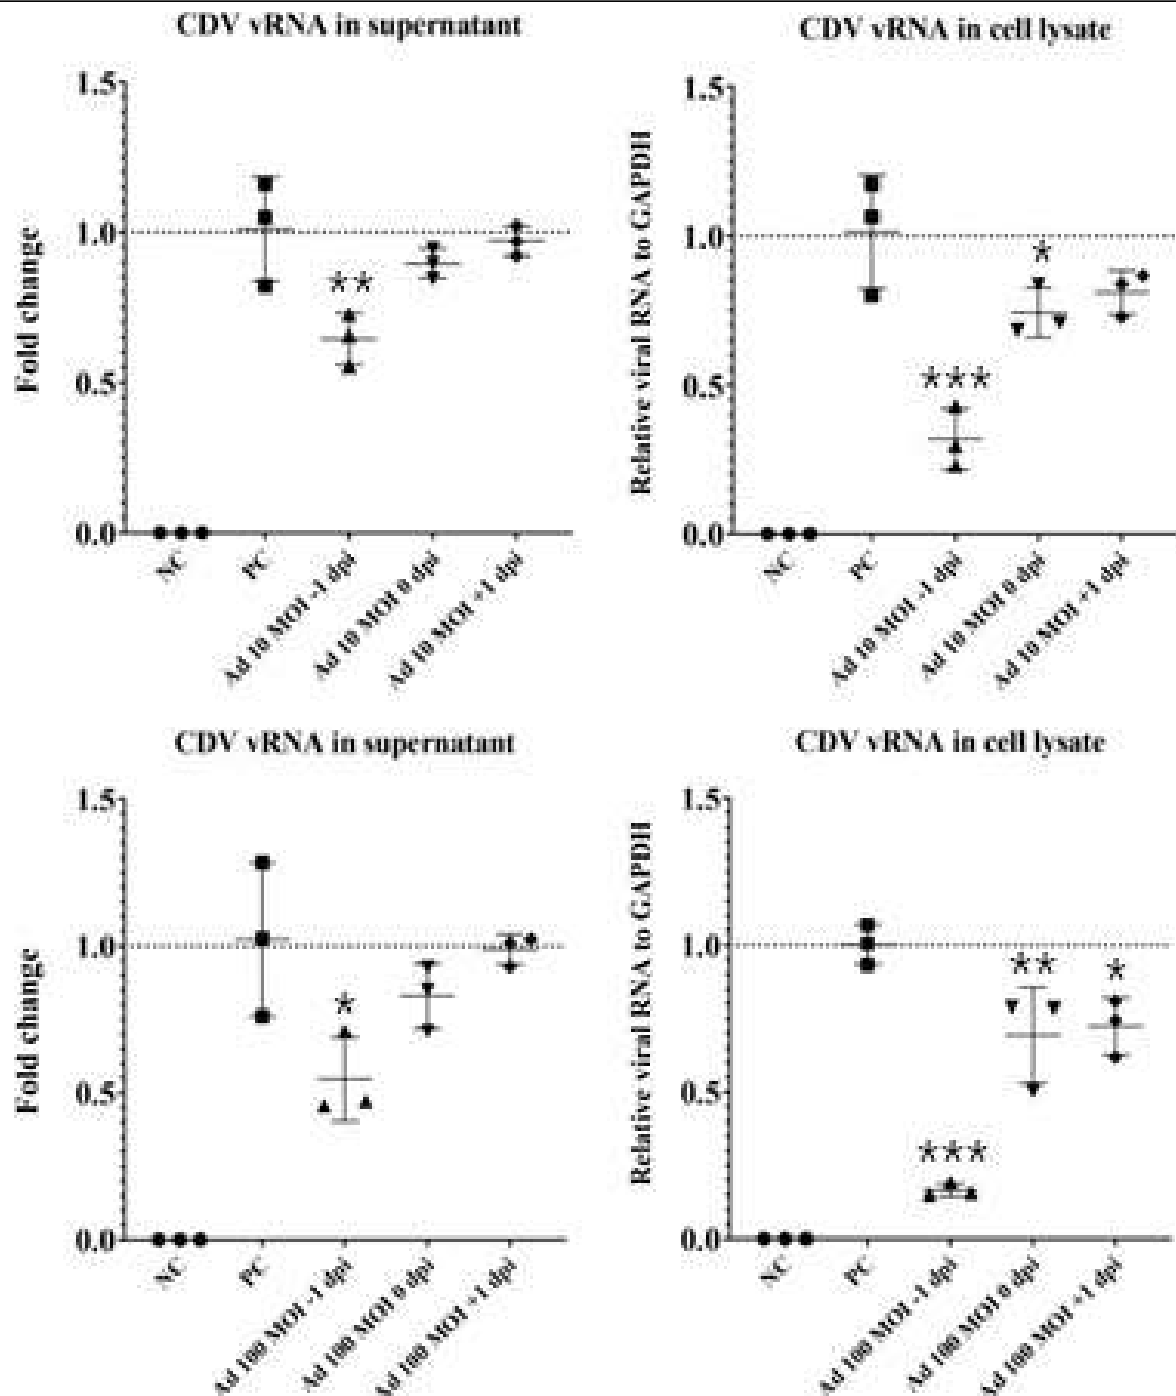 CDV vRNA in supernatant
1.5
1.0
0.5
0.0
Fold change
**
NC
PC
Ad 10 MOI -1 dpi
Ad 10 MOI 0 dpi
Ad 10 MOI +1 dpi
CDV vRNA in cell lysate
1.5
1.0
0.5
0.0
Relative viral RNA to GAPDH
***
*
NC
PC
Ad 10 MOI -1 dpi
Ad 10 MOI 0 dpi
Ad 10 MOI +1 dpi
CDV vRNA in supernatant
1.5
1.0
0.5
0.0
Fold change
*
NC
PC
Ad 100 MOI -1 dpi
Ad 100 MOI 0 dpi
Ad 100 MOI +1 dpi
CDV vRNA in cell lysate
1.5
1.0
0.5
0.0
Relative viral RNA to GAPDH
***
**
*
NC
PC
Ad 100 MOI -1 dpi
Ad 100 MOI 0 dpi
Ad 100 MOI +1 dpi